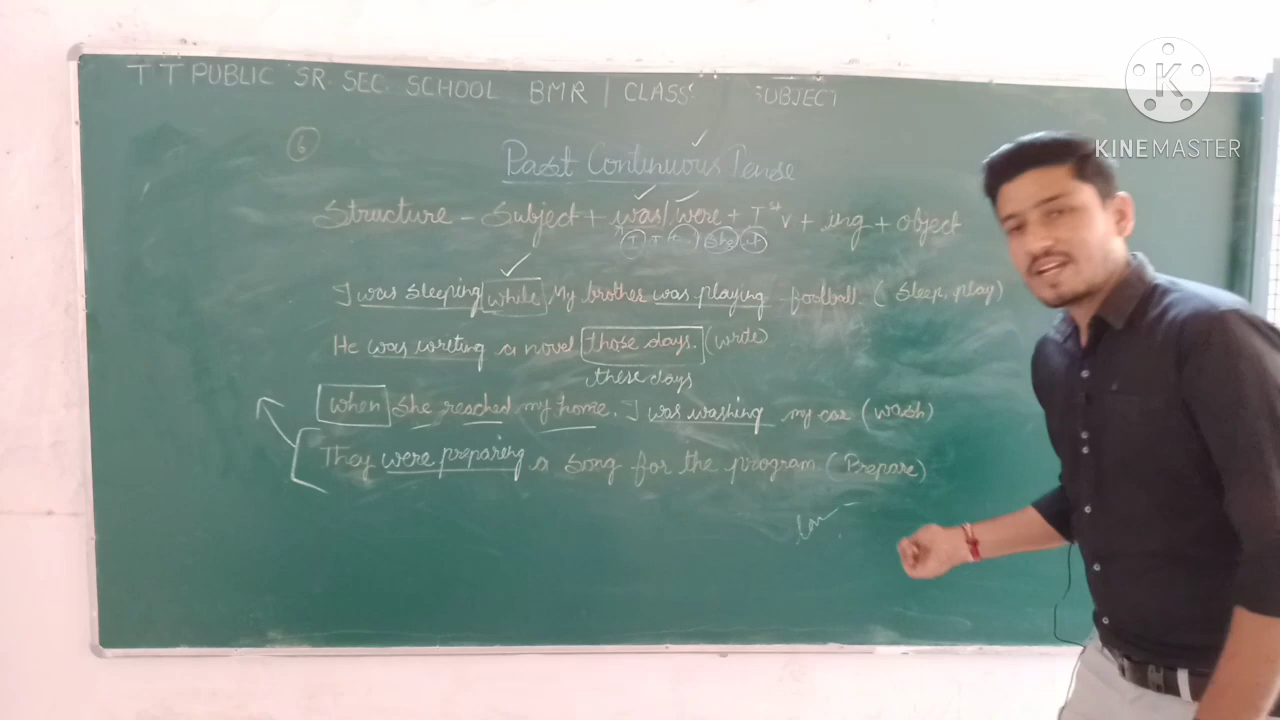 T T PUBLIC SR. SEC. SCHOOL BMR | CLASS SUBJECT
K
KINEMASTER
6
Past Continuous Tense
Structure - Subject + was/were + Ist v + ing + object
I She it
I was sleeping while My brother was playing football. (Sleep, play)
He was writing a novel those days. (write)
these days
when She reached my home. I was washing my car (wash)
They were preparing a song for the program (Prepare)